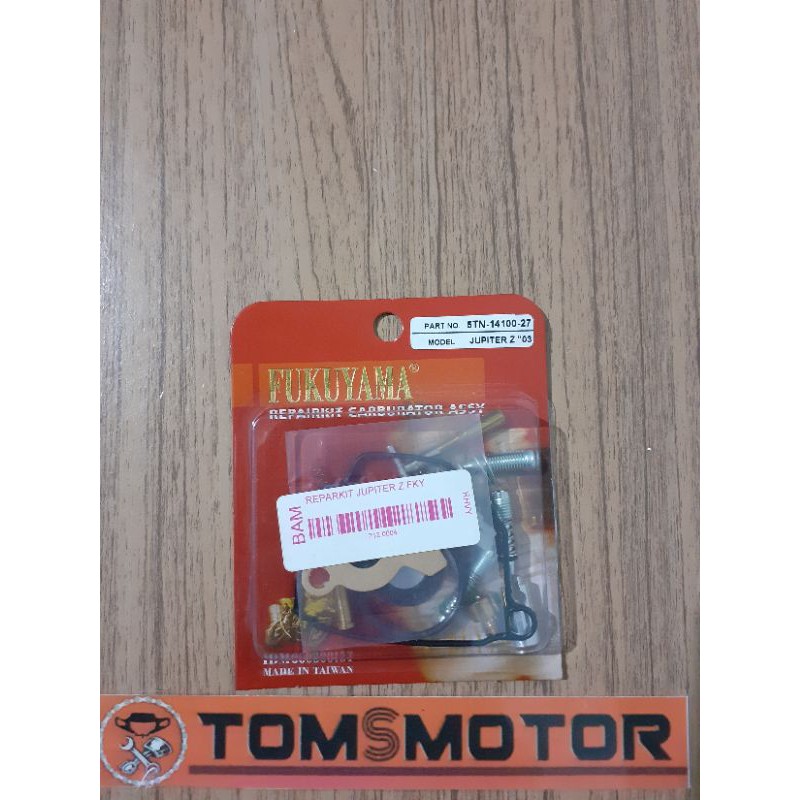 PART NO. 5TN-14100-27
MODEL JUPITER Z "03
FUKUYAMA®
REPAIRKIT CARBURATOR ASSY
BAM
REPARKIT JUPITER Z FKY
MADE IN TAIWAN
TOMSMOTOR